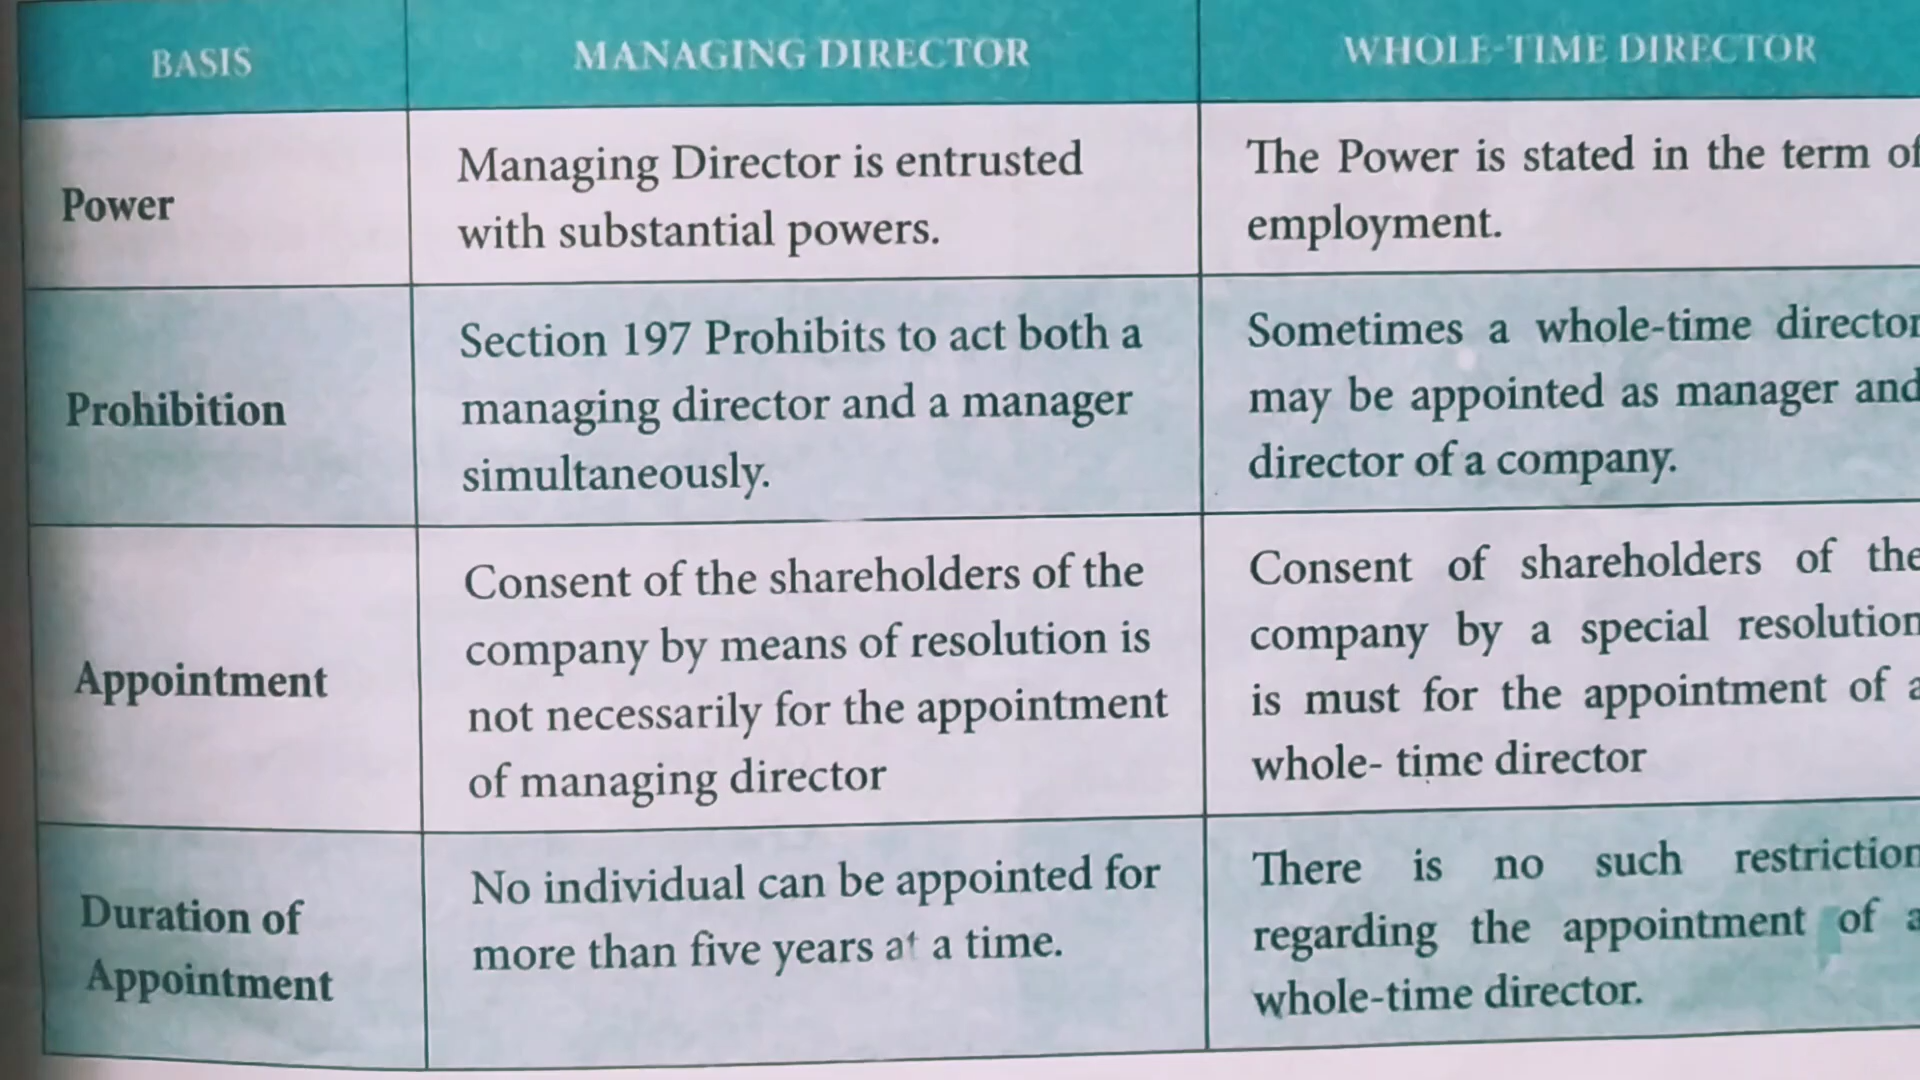 BASIS
MANAGING DIRECTOR
WHOLE-TIME DIRECTOR
Power
Managing Director is entrusted
with substantial powers.
The Power is stated in the term of
employment.
Prohibition
Section 197 Prohibits to act both a
managing director and a manager
simultaneously.
Sometimes a whole-time director
may be appointed as manager and
director of a company.
Appointment
Consent of the shareholders of the
company by means of resolution is
not necessarily for the appointment
of managing director
Consent of shareholders of the
company by a special resolution
is must for the appointment of a
whole- time director
Duration of
Appointment
No individual can be appointed for
more than five years at a time.
There is no such restriction
regarding the appointment of a
whole-time director.